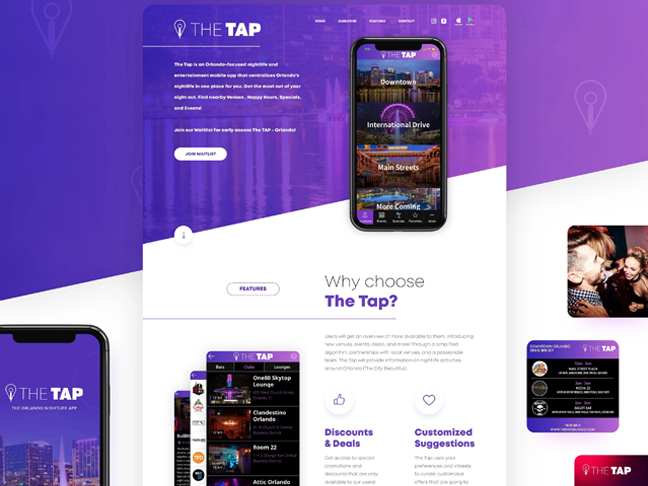 THE TAP
HOME
SUBSCRIBE
FEATURES
CONTACT
The Tap is an Orlando-focused nightlife and
entertainment mobile app that centralizes Orlando's
nightlife in one place for you. Get the most out of your
night out. Find nearby Venues, Happy Hours, Specials,
and Events!
Join our Waitlist for early access The TAP - Orlando!
JOIN WAITLIST
THE TAP
Downtown
International Drive
Main Streets
More Coming
Events
Specials
Favorites
More
FEATURES
Why choose
The Tap?
Users will get an overview of more available to them, introducing
new venues, events, deals, and more! Through a simplified
algorithm, partnerships with local venues, and a passionate
team. The Tap will provide information on nightlife activities
around Orlando (The City Beautiful).
Discounts
& Deals
Get access to special
promotions and
discounts that are only
available to our users!
Customized
Suggestions
The Tap uses your
preferences and interests
to curate customized
offers that are going to
THE TAP
Bars
Clubs
Lounges
One80 Skytop
Lounge
Clandestino
Orlando
Room 22
Attic Orlando
THE TAP
THE ORLANDO NIGHTLIFE APP
DOWNTOWN ORLANDO
THE TAP
THE TAP